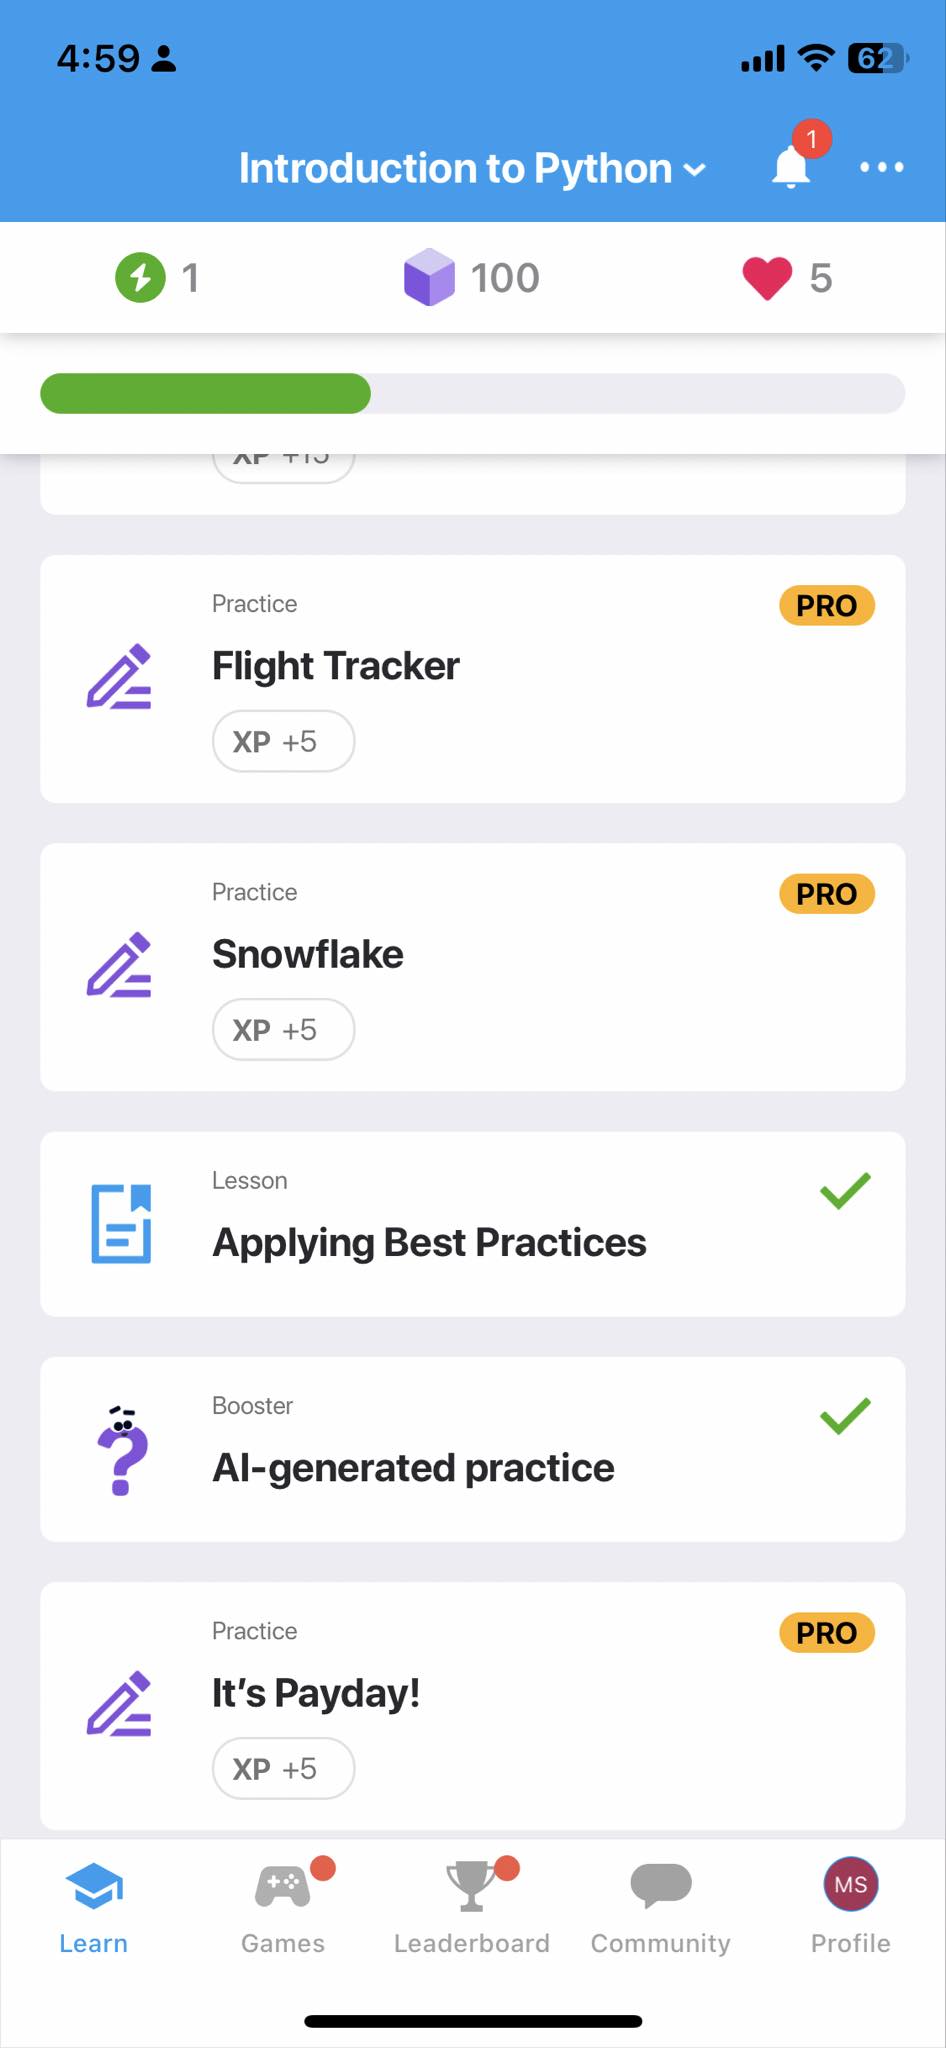 4:59
62
Introduction to Python
1
1
100
5
XP +15
Practice
PRO
Flight Tracker
XP +5
Practice
PRO
Snowflake
XP +5
Lesson
Applying Best Practices
Booster
AI-generated practice
Practice
PRO
It's Payday!
XP +5
Learn
Games
Leaderboard
Community
MS
Profile